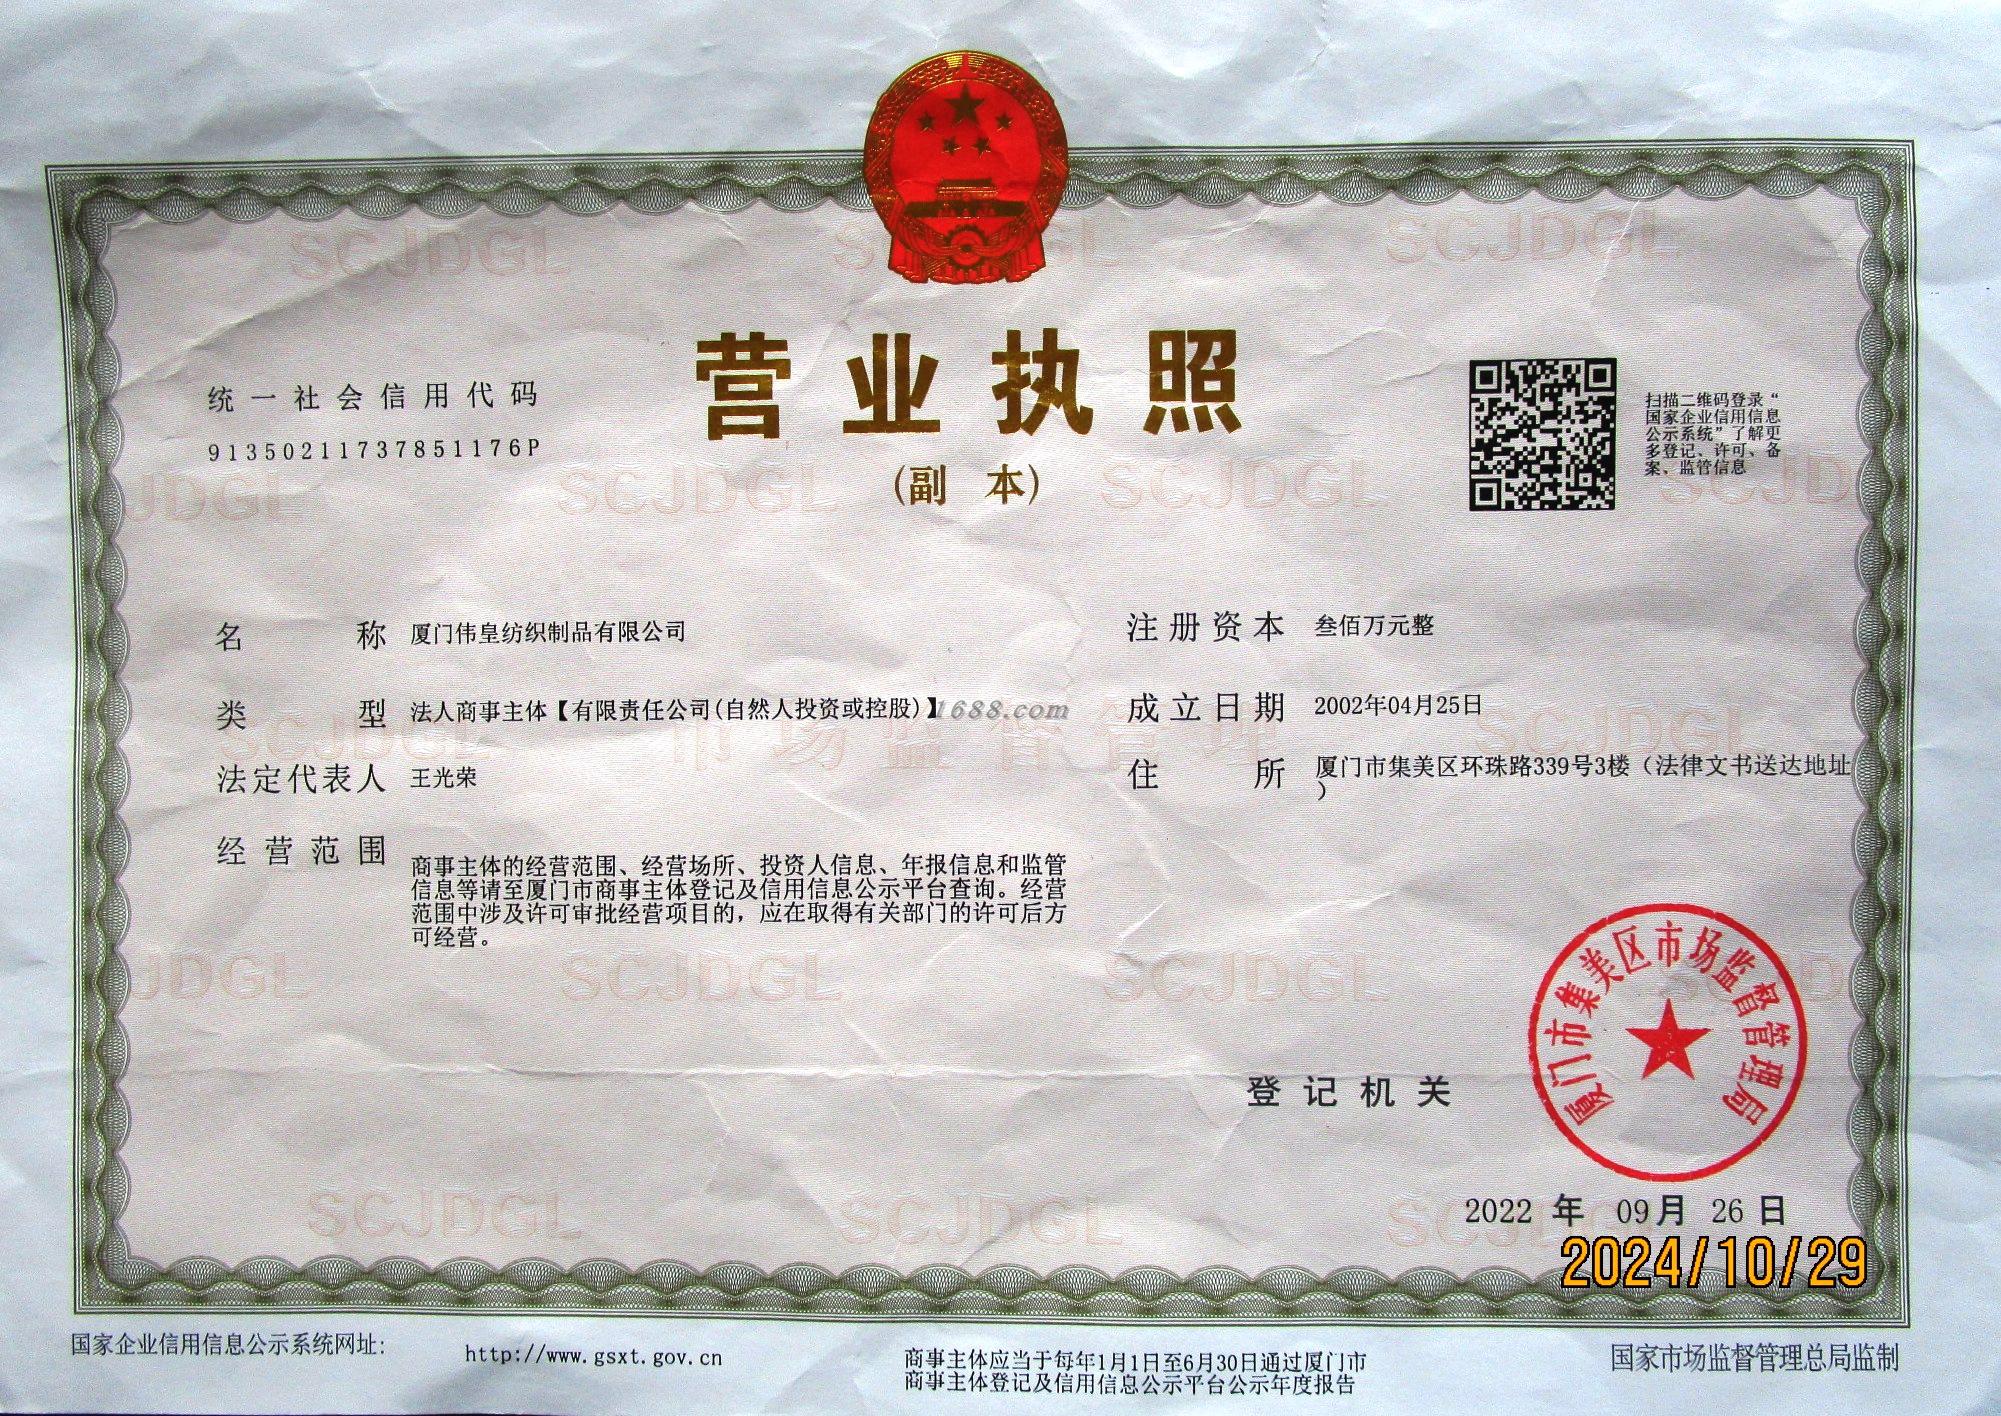 营业执照
(副 本)
统一社会信用代码
91350211737851176P
扫描二维码登录“
国家企业信用信息
公示系统”了解更
多登记、许可、备
案、监管信息
名 称 厦门伟皇纺织制品有限公司
类 型 法人商事主体【有限责任公司(自然人投资或控股)】
1688.com
法定代表人 王光荣
经营范围 商事主体的经营范围、经营场所、投资人信息、年报信息和监管
信息等请至厦门市商事主体登记及信用信息公示平台查询。经营
范围中涉及许可审批经营项目的，应在取得有关部门的许可后方
可经营。
注册资本 叁佰万元整
成立日期 2002年04月25日
住 所 厦门市集美区环珠路339号3楼（法律文书送达地址
）
SCJDGL
市场监督管理
登记机关
厦门市集美区市场监督管理局
2022 年 09月 26 日
2024/10/29
国家企业信用信息公示系统网址:
http://www.gsxt.gov.cn
商事主体应当于每年1月1日至6月30日通过厦门市
商事主体登记及信用信息公示平台公示年度报告
国家市场监督管理总局监制